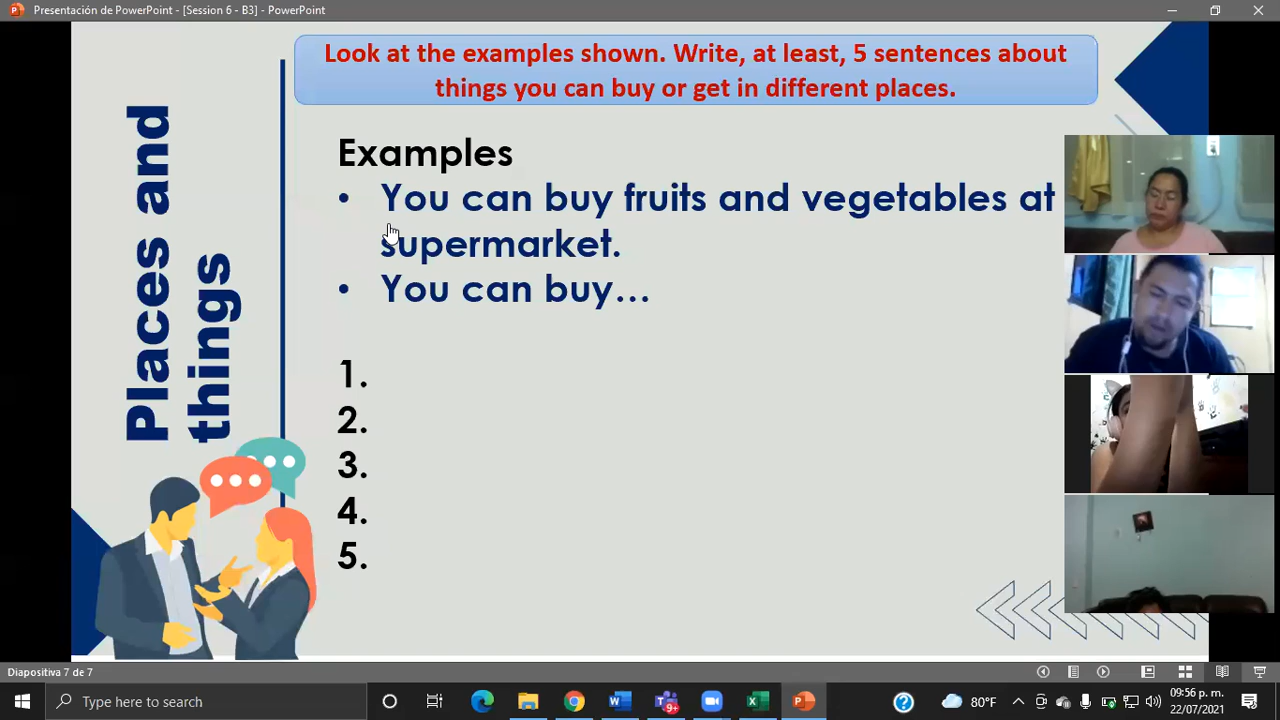 Presentación de PowerPoint - [Session 6 - B3] - PowerPoint
Look at the examples shown. Write, at least, 5 sentences about
things you can buy or get in different places.
Places and
things
Examples
• You can buy fruits and vegetables at
supermarket.
• You can buy…
1.
2.
3.
4.
5.
Diapositiva 7 de 7
Type here to search
9+
80°F
09:56 p. m.
22/07/2021